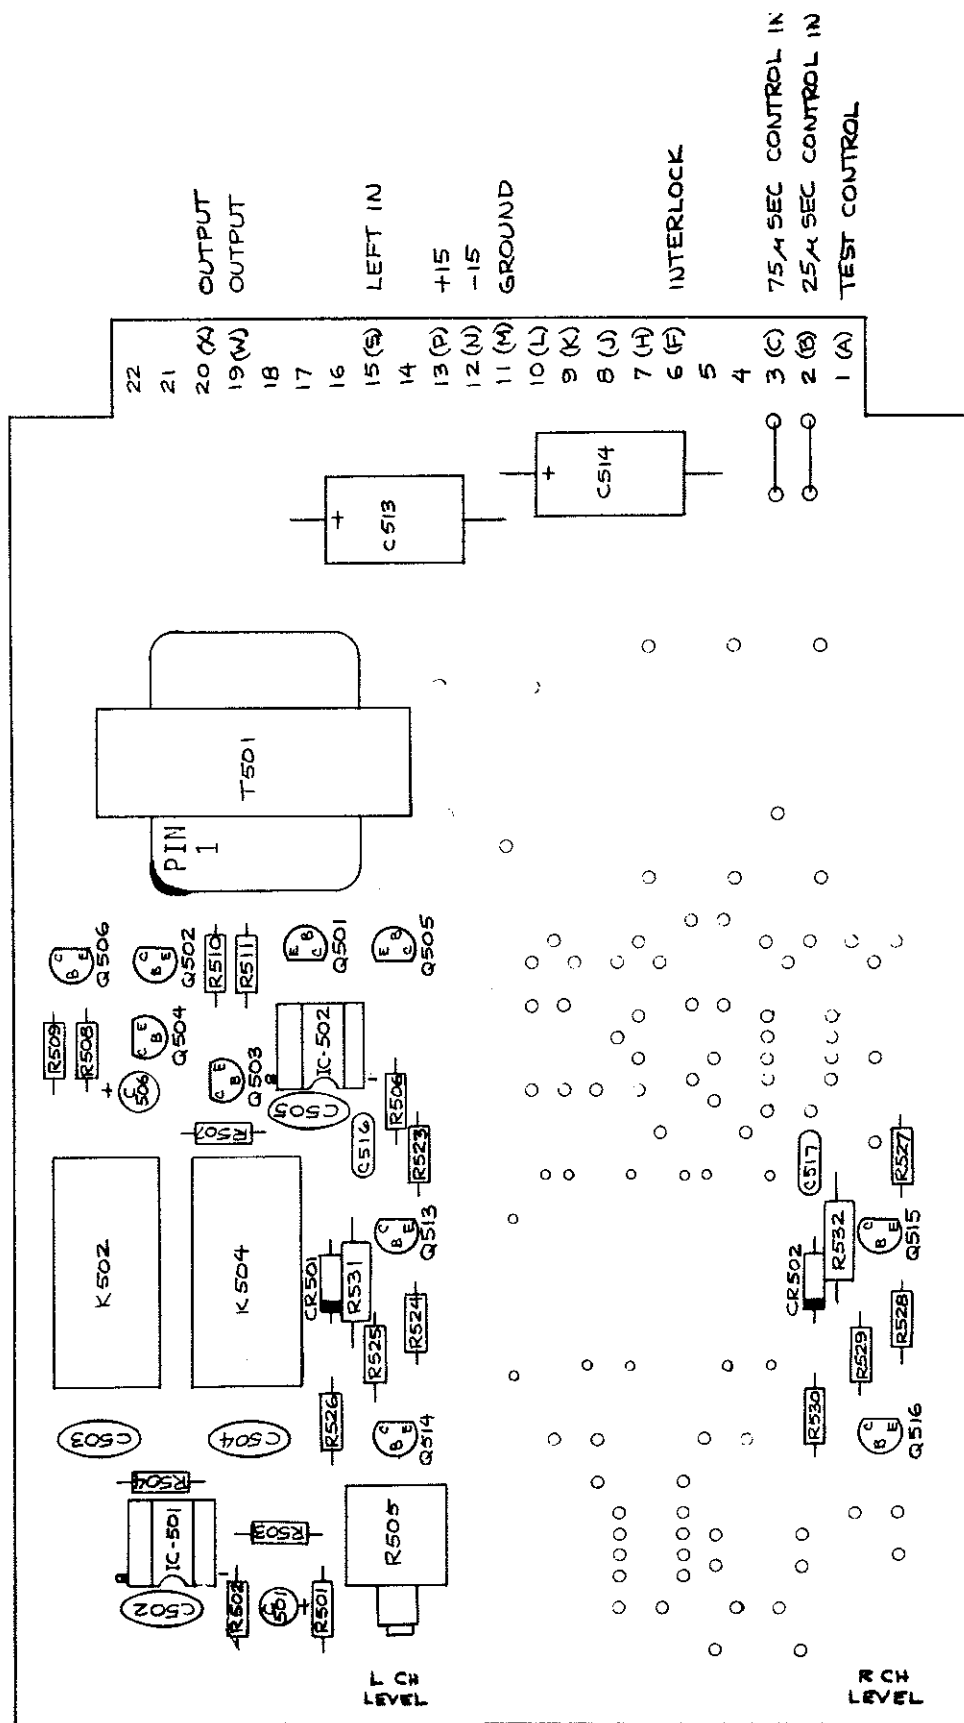 75μSEC CONTROL IN
25μSEC CONTROL IN
TEST CONTROL
INTERLOCK
GROUND
-15
+15
LEFT IN
OUTPUT
OUTPUT
22
21
20 (X)
19 (W)
18
17
16
15 (S)
14
13 (P)
12 (N)
11 (M)
10 (L)
9 (K)
8 (J)
7 (H)
6 (F)
5
4
3 (C)
2 (B)
1 (A)
+
C513
+
C514
T501
PIN
1
Q506
C B E
Q502
C B E
R510
R511
E B C
Q501
E B C
Q505
R509
R508
+
C506
C B E
Q504
C B E
Q503
IC-502
C505
R506
R507
C516
R523
K502
K504
CR501
R531
C B E
Q513
R525
R524
R526
C B E
Q514
C503
C504
R504
IC-501
R503
C502
R502
C501
+
R501
R505
L CH
LEVEL
C517
R527
CR502
R532
C B E
Q515
R529
R528
R530
C B E
Q516
R CH
LEVEL